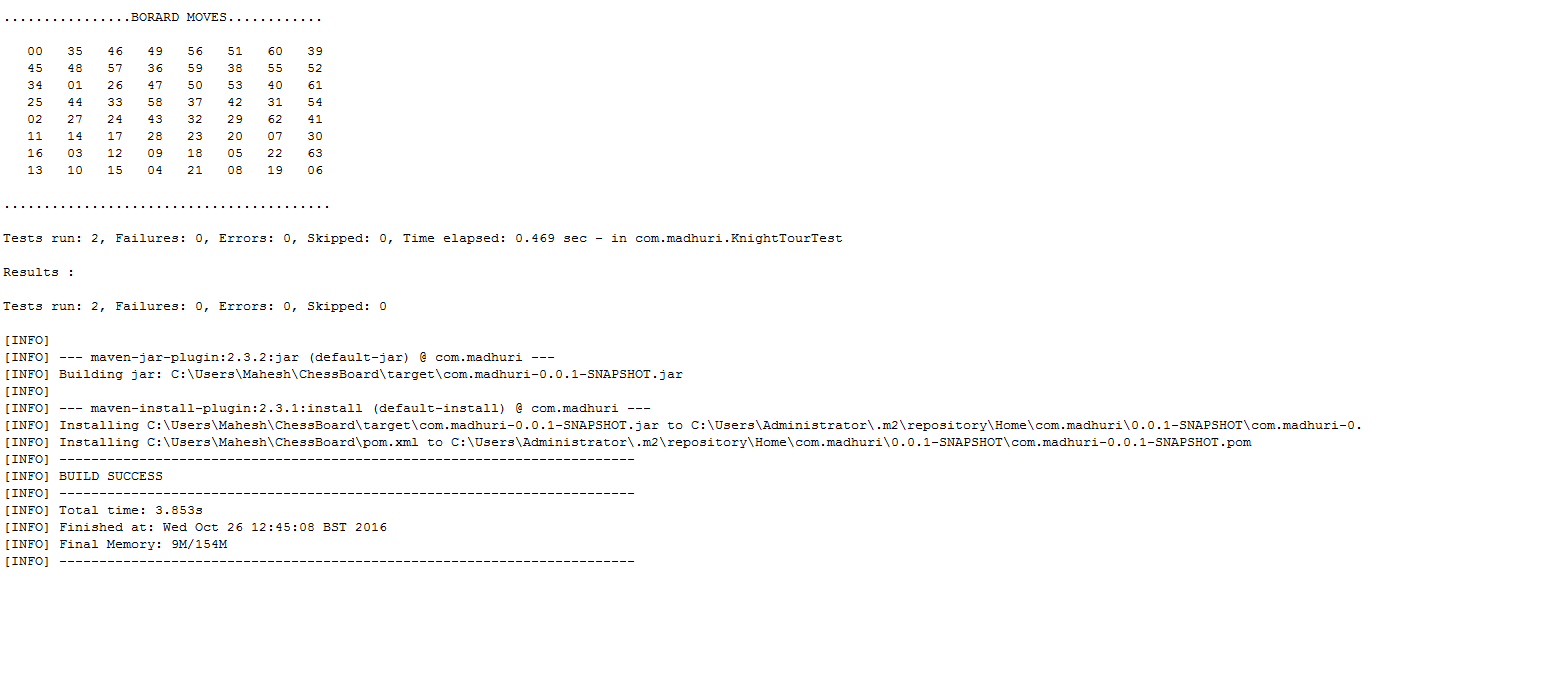 ................BORARD MOVES............
00 35 46 49 56 51 60 39
45 48 57 36 59 38 55 52
34 01 26 47 50 53 40 61
25 44 33 58 37 42 31 54
02 27 24 43 32 29 62 41
11 14 17 28 23 20 07 30
16 03 12 09 18 05 22 63
13 10 15 04 21 08 19 06
.........................................
Tests run: 2, Failures: 0, Errors: 0, Skipped: 0, Time elapsed: 0.469 sec - in com.madhuri.KnightTourTest
Results :
Tests run: 2, Failures: 0, Errors: 0, Skipped: 0
[INFO]
[INFO] --- maven-jar-plugin:2.3.2:jar (default-jar) @ com.madhuri ---
[INFO] Building jar: C:\Users\Mahesh\ChessBoard\target\com.madhuri-0.0.1-SNAPSHOT.jar
[INFO]
[INFO] --- maven-install-plugin:2.3.1:install (default-install) @ com.madhuri ---
[INFO] Installing C:\Users\Mahesh\ChessBoard\target\com.madhuri-0.0.1-SNAPSHOT.jar to C:\Users\Administrator\.m2\repository\Home\com.madhuri\0.0.1-SNAPSHOT\com.madhuri-0.
[INFO] Installing C:\Users\Mahesh\ChessBoard\pom.xml to C:\Users\Administrator\.m2\repository\Home\com.madhuri\0.0.1-SNAPSHOT\com.madhuri-0.0.1-SNAPSHOT.pom
[INFO] ------------------------------------------------------------------------
[INFO] BUILD SUCCESS
[INFO] ------------------------------------------------------------------------
[INFO] Total time: 3.853s
[INFO] Finished at: Wed Oct 26 12:45:08 BST 2016
[INFO] Final Memory: 9M/154M
[INFO] ------------------------------------------------------------------------